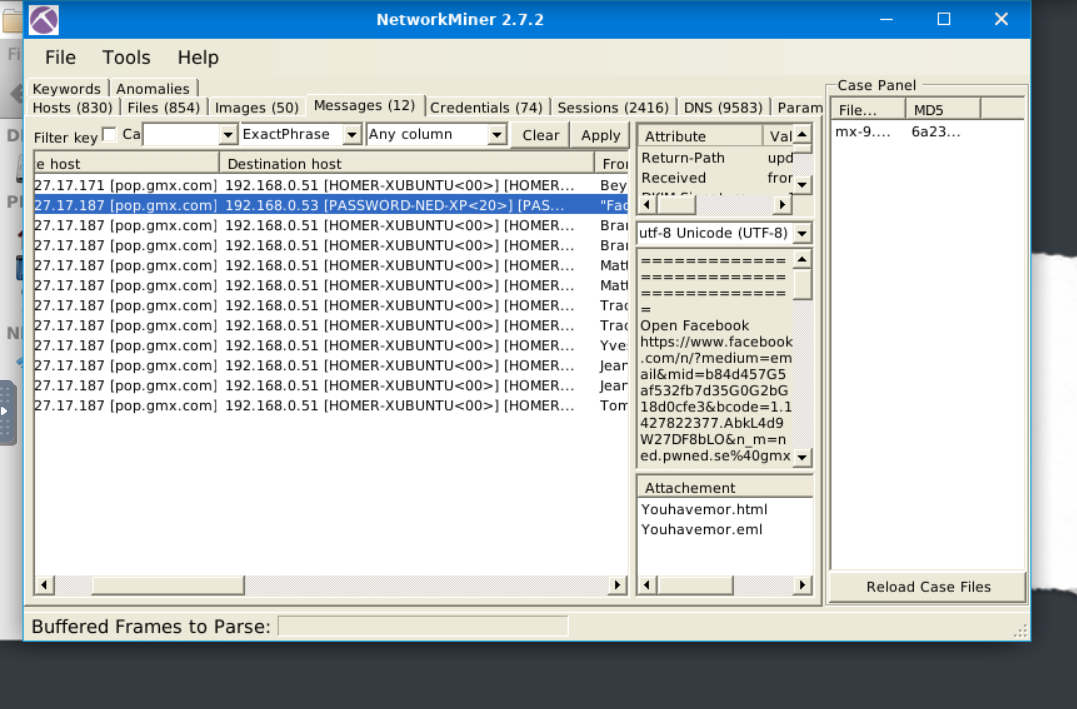 NetworkMiner 2.7.2
File Tools Help
Keywords Anomalies
Hosts (830) Files (854) Images (50) Messages (12) Credentials (74) Sessions (2416) DNS (9583) Param
Filter key Ca ExactPhrase Any column Clear Apply
e host Destination host Fro
27.17.171 [pop.gmx.com] 192.168.0.51 [HOMER-XUBUNTU<00>] [HOMER... Bey
27.17.187 [pop.gmx.com] 192.168.0.53 [PASSWORD-NED-XP<20>] [PAS... "Fac
27.17.187 [pop.gmx.com] 192.168.0.51 [HOMER-XUBUNTU<00>] [HOMER... Bra
27.17.187 [pop.gmx.com] 192.168.0.51 [HOMER-XUBUNTU<00>] [HOMER... Bra
27.17.187 [pop.gmx.com] 192.168.0.51 [HOMER-XUBUNTU<00>] [HOMER... Matt
27.17.187 [pop.gmx.com] 192.168.0.51 [HOMER-XUBUNTU<00>] [HOMER... Matt
27.17.187 [pop.gmx.com] 192.168.0.51 [HOMER-XUBUNTU<00>] [HOMER... Trac
27.17.187 [pop.gmx.com] 192.168.0.51 [HOMER-XUBUNTU<00>] [HOMER... Trac
27.17.187 [pop.gmx.com] 192.168.0.51 [HOMER-XUBUNTU<00>] [HOMER... Yve
27.17.187 [pop.gmx.com] 192.168.0.51 [HOMER-XUBUNTU<00>] [HOMER... Jear
27.17.187 [pop.gmx.com] 192.168.0.51 [HOMER-XUBUNTU<00>] [HOMER... Jear
27.17.187 [pop.gmx.com] 192.168.0.51 [HOMER-XUBUNTU<00>] [HOMER... Tom
Attribute Val
Return-Path upd
Received fror
utf-8 Unicode (UTF-8)
=============
=============
=============
=
Open Facebook
https://www.facebook
.com/n/?medium=em
ail&mid=b84d457G5
af532fb7d35G0G2bG
18d0cfe3&bcode=1.1
427822377.AbkL4d9
W27DF8bLO&n_m=n
ed.pwned.se%40gmx
Attachement
Youhavemor.html
Youhavemor.eml
Case Panel
File... MD5
mx-9.... 6a23...
Reload Case Files
Buffered Frames to Parse: